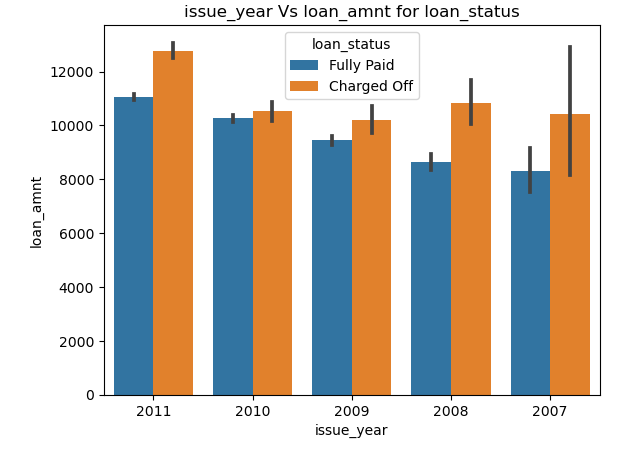 issue_year Vs loan_amnt for loan_status
loan_status
Fully Paid
Charged Off
loan_amnt
12000
10000
8000
6000
4000
2000
0
2011 2010 2009 2008 2007
issue_year